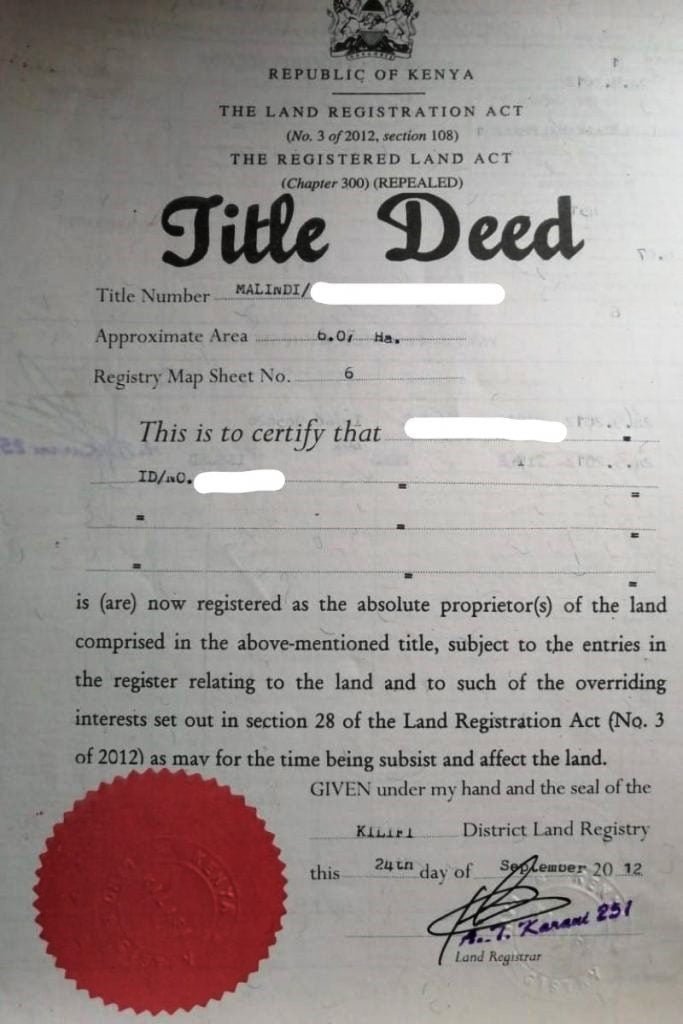 REPUBLIC OF KENYA
THE LAND REGISTRATION ACT
(No. 3 of 2012, section 108)
THE REGISTERED LAND ACT
(Chapter 300) (REPEALED)
Title Deed
Title Number MALINDI/
Approximate Area 6.07 Ha.
Registry Map Sheet No. 6
This is to certify that
ID/NO.
is (are) now registered as the absolute proprietor(s) of the land
comprised in the above-mentioned title, subject to the entries in
the register relating to the land and to such of the overriding
interests set out in section 28 of the Land Registration Act (No. 3
of 2012) as may for the time being subsist and affect the land.
GIVEN under my hand and the seal of the
KILIFI District Land Registry
this 24th day of September 20 12
251
Land Registrar